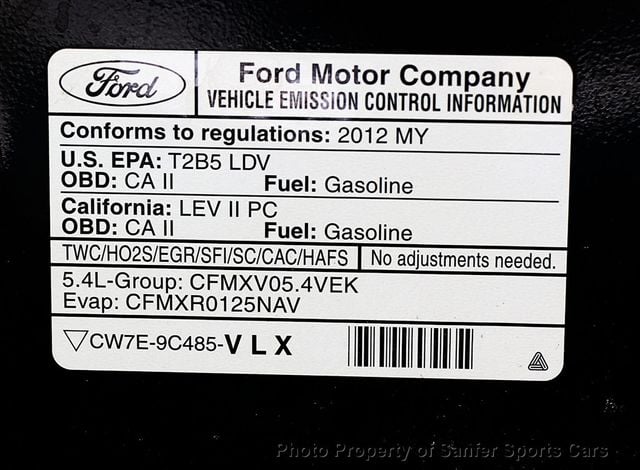 Ford
Ford Motor Company
VEHICLE EMISSION CONTROL INFORMATION
Conforms to regulations: 2012 MY
U.S. EPA: T2B5 LDV
OBD: CA II Fuel: Gasoline
California: LEV II PC
OBD: CA II Fuel: Gasoline
TWC/HO2S/EGR/SFI/SC/CAC/HAFS No adjustments needed.
5.4L-Group: CFMXV05.4VEK
Evap: CFMXR0125NAV
CW7E-9C485-V L X
Photo Property of Sanfer Sports Cars